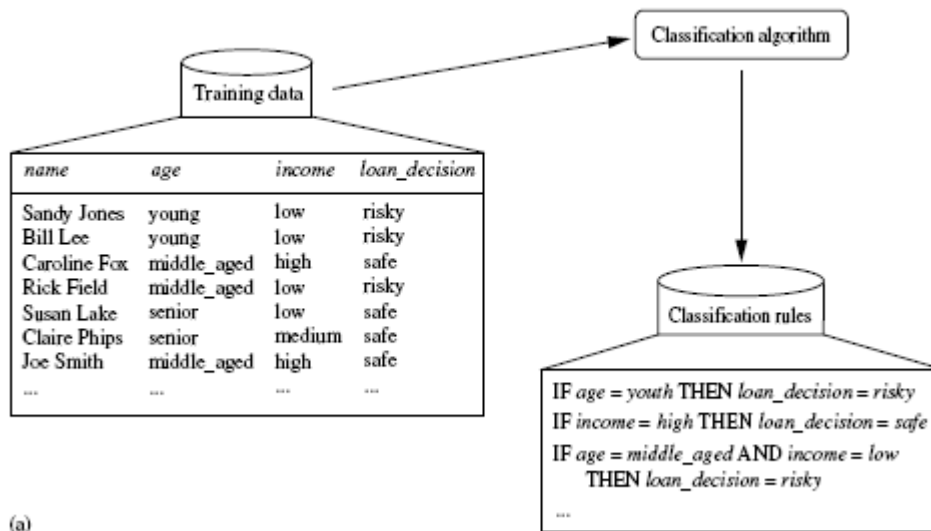 Classification algorithm
Training data
name age income loan_decision
Sandy Jones young low risky
Bill Lee young low risky
Caroline Fox middle_aged high safe
Rick Field middle_aged low risky
Susan Lake senior low safe
Claire Phips senior medium safe
Joe Smith middle_aged high safe
... ... ... ...
Classification rules
IF age = youth THEN loan_decision = risky
IF income = high THEN loan_decision = safe
IF age = middle_aged AND income = low
THEN loan_decision = risky
...
(a)